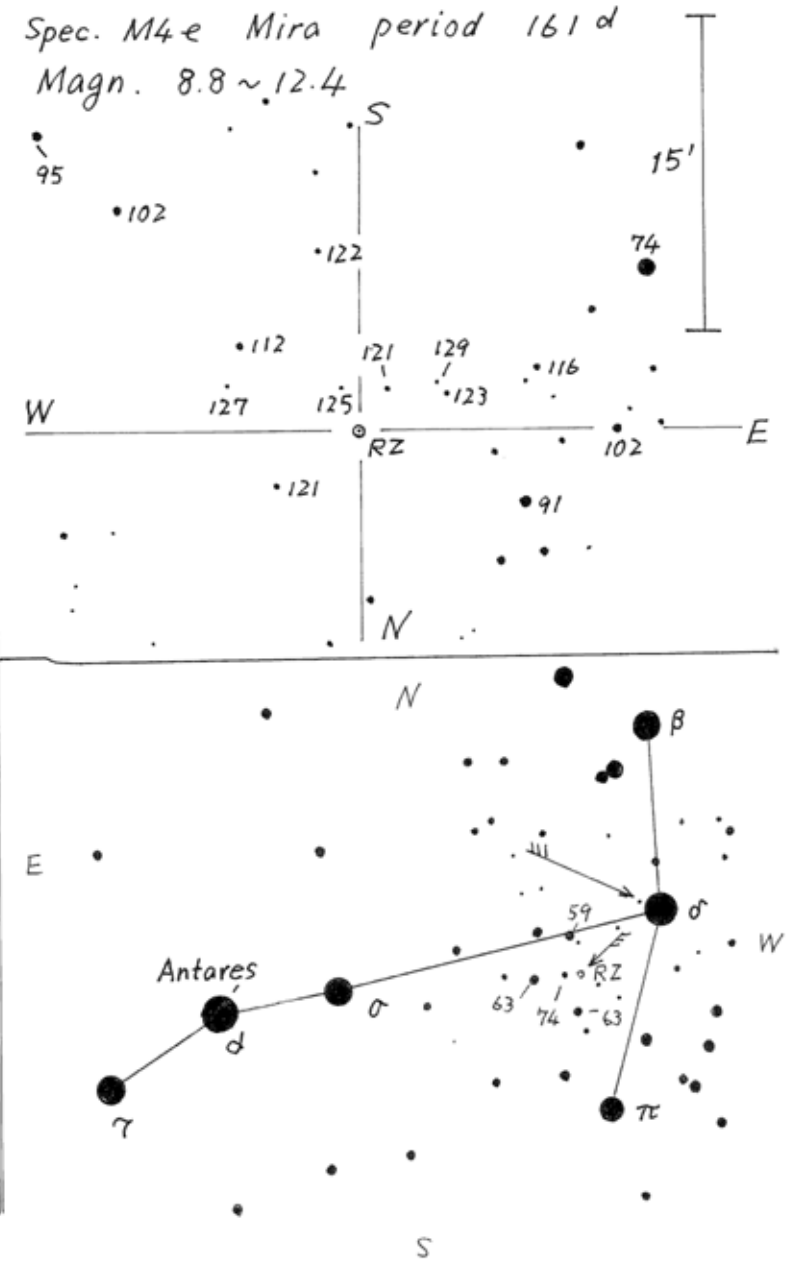 Spec. M4e Mira period 161 d
Magn. 8.8 ~ 12.4
S
95
15'
102
74
122
112
121
129
116
127
125
123
W
E
RZ
102
121
91
N
N
β
E
59
δ
W
Antares
RZ
σ
63
74
63
α
τ
π
S